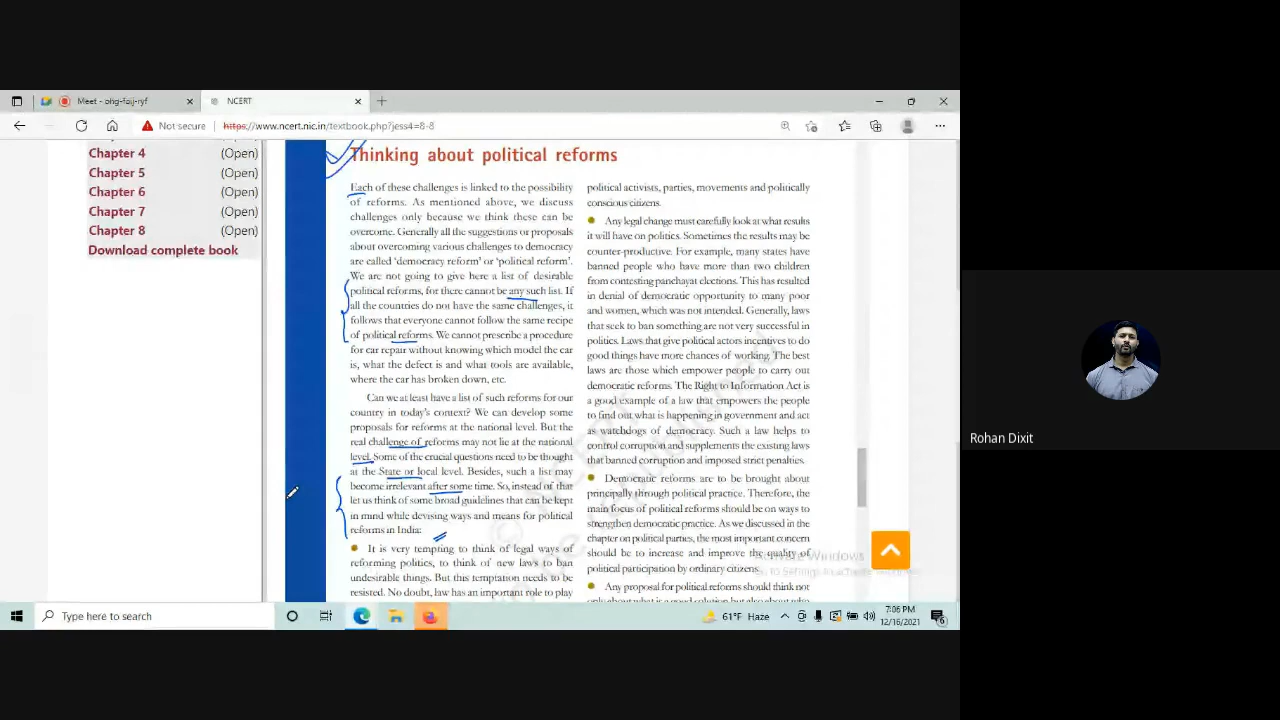 Meet - ohg-foij-ryf
NCERT
Not secure
https://www.ncert.nic.in/textbook.php?jess4=8-8
Chapter 4 (Open)
Chapter 5 (Open)
Chapter 6 (Open)
Chapter 7 (Open)
Chapter 8 (Open)
Download complete book
Thinking about political reforms
Each of these challenges is linked to the possibility
of reforms. As mentioned above, we discuss
challenges only because we think these can be
overcome. Generally all the suggestions or proposals
about overcoming various challenges to democracy
are called 'democracy reform' or 'political reform'.
We are not going to give here a list of desirable
political reforms, for there cannot be any such list. If
all the countries do not have the same challenges, it
follows that everyone cannot follow the same recipe
of political reforms. We cannot prescribe a procedure
for car repair without knowing which model the car
is, what the defect is and what tools are available,
where the car has broken down, etc.
Can we at least have a list of such reforms for our
country in today's context? We can develop some
proposals for reforms at the national level. But the
real challenge of reforms may not lie at the national
level. Some of the crucial questions need to be thought
at the State or local level. Besides, such a list may
become irrelevant after some time. So, instead of that
let us think of some broad guidelines that can be kept
in mind while devising ways and means for political
reforms in India:
It is very tempting to think of legal ways of
reforming politics, to think of new laws to ban
undesirable things. But this temptation needs to be
resisted. No doubt, law has an important role to play
political activists, parties, movements and politically
conscious citizens.
Any legal change must carefully look at what results
it will have on politics. Sometimes the results may be
counter-productive. For example, many states have
banned people who have more than two children
from contesting panchayat elections. This has resulted
in denial of democratic opportunity to many poor
and women, which was not intended. Generally, laws
that seek to ban something are not very successful in
politics. Laws that give political actors incentives to do
good things have more chances of working. The best
laws are those which empower people to carry out
democratic reforms. The Right to Information Act is
a good example of a law that empowers the people
to find out what is happening in government and act
as watchdogs of democracy. Such a law helps to
control corruption and supplements the existing laws
that banned corruption and imposed strict penalties.
Democratic reforms are to be brought about
principally through political practice. Therefore, the
main focus of political reforms should be on ways to
strengthen democratic practice. As we discussed in the
chapter on political parties, the most important concern
should be to increase and improve the quality of
political participation by ordinary citizens.
Any proposal for political reforms should think not
only about what is a good solution but also about who
© NCERT
Activate Windows
Go to Settings to activate Windows.
Type here to search
61°F Haze
7:06 PM
12/16/2021
6
Rohan Dixit